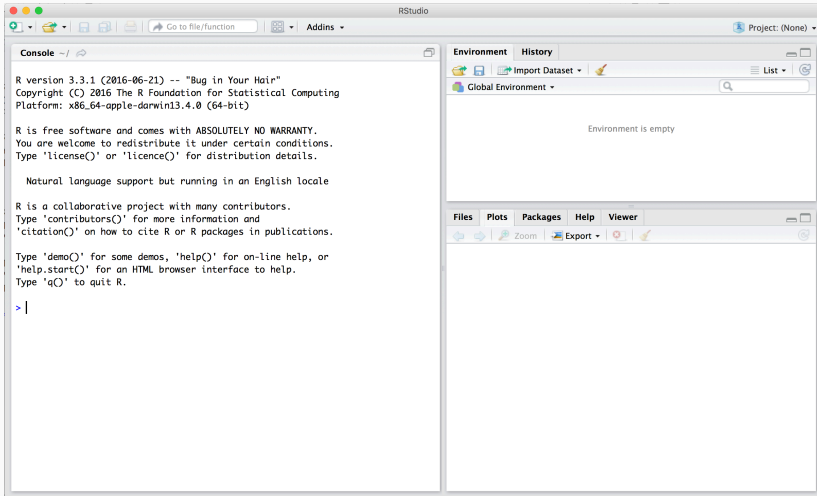 RStudio
Go to file/function
Addins
Project: (None)
Console ~/
R version 3.3.1 (2016-06-21) -- "Bug in Your Hair"
Copyright (C) 2016 The R Foundation for Statistical Computing
Platform: x86_64-apple-darwin13.4.0 (64-bit)
R is free software and comes with ABSOLUTELY NO WARRANTY.
You are welcome to redistribute it under certain conditions.
Type 'license()' or 'licence()' for distribution details.
Natural language support but running in an English locale
R is a collaborative project with many contributors.
Type 'contributors()' for more information and
'citation()' on how to cite R or R packages in publications.
Type 'demo()' for some demos, 'help()' for on-line help, or
'help.start()' for an HTML browser interface to help.
Type 'q()' to quit R.
>
Environment History
Import Dataset List
Global Environment
Environment is empty
Files Plots Packages Help Viewer
Zoom Export